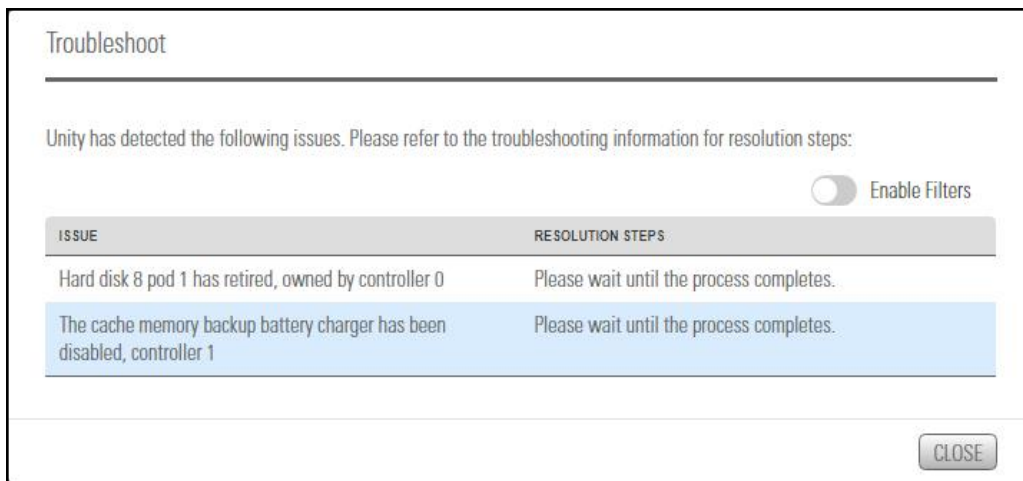 Troubleshoot
Unity has detected the following issues. Please refer to the troubleshooting information for resolution steps:
Enable Filters
ISSUE RESOLUTION STEPS
Hard disk 8 pod 1 has retired, owned by controller 0 Please wait until the process completes.
The cache memory backup battery charger has been Please wait until the process completes.
disabled, controller 1
CLOSE